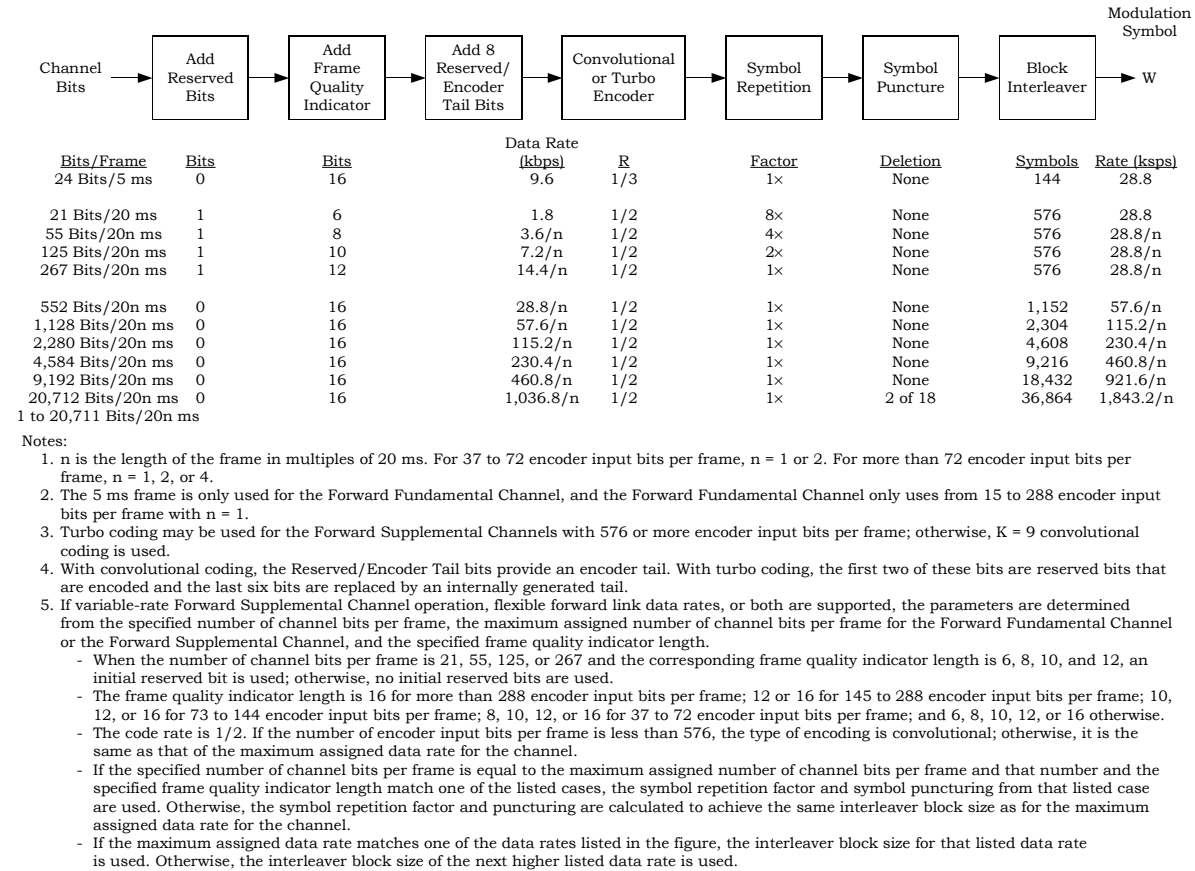 Modulation
Symbol
Channel
Bits
Add
Reserved
Bits
Add
Frame
Quality
Indicator
Add 8
Reserved/
Encoder
Tail Bits
Convolutional
or Turbo
Encoder
Symbol
Repetition
Symbol
Puncture
Block
Interleaver
W
Data Rate
Bits/Frame Bits Bits (kbps) R Factor Deletion Symbols Rate (ksps)
24 Bits/5 ms 0 16 9.6 1/3 1× None 144 28.8
21 Bits/20 ms 1 6 1.8 1/2 8× None 576 28.8
55 Bits/20n ms 1 8 3.6/n 1/2 4× None 576 28.8/n
125 Bits/20n ms 1 10 7.2/n 1/2 2× None 576 28.8/n
267 Bits/20n ms 1 12 14.4/n 1/2 1× None 576 28.8/n
552 Bits/20n ms 0 16 28.8/n 1/2 1× None 1,152 57.6/n
1,128 Bits/20n ms 0 16 57.6/n 1/2 1× None 2,304 115.2/n
2,280 Bits/20n ms 0 16 115.2/n 1/2 1× None 4,608 230.4/n
4,584 Bits/20n ms 0 16 230.4/n 1/2 1× None 9,216 460.8/n
9,192 Bits/20n ms 0 16 460.8/n 1/2 1× None 18,432 921.6/n
20,712 Bits/20n ms 0 16 1,036.8/n 1/2 1× 2 of 18 36,864 1,843.2/n
1 to 20,711 Bits/20n ms
Notes:
1. n is the length of the frame in multiples of 20 ms. For 37 to 72 encoder input bits per frame, n = 1 or 2. For more than 72 encoder input bits per
frame, n = 1, 2, or 4.
2. The 5 ms frame is only used for the Forward Fundamental Channel, and the Forward Fundamental Channel only uses from 15 to 288 encoder input
bits per frame with n = 1.
3. Turbo coding may be used for the Forward Supplemental Channels with 576 or more encoder input bits per frame; otherwise, K = 9 convolutional
coding is used.
4. With convolutional coding, the Reserved/Encoder Tail bits provide an encoder tail. With turbo coding, the first two of these bits are reserved bits that
are encoded and the last six bits are replaced by an internally generated tail.
5. If variable-rate Forward Supplemental Channel operation, flexible forward link data rates, or both are supported, the parameters are determined
from the specified number of channel bits per frame, the maximum assigned number of channel bits per frame for the Forward Fundamental Channel
or the Forward Supplemental Channel, and the specified frame quality indicator length.
- When the number of channel bits per frame is 21, 55, 125, or 267 and the corresponding frame quality indicator length is 6, 8, 10, and 12, an
initial reserved bit is used; otherwise, no initial reserved bits are used.
- The frame quality indicator length is 16 for more than 288 encoder input bits per frame; 12 or 16 for 145 to 288 encoder input bits per frame; 10,
12, or 16 for 73 to 144 encoder input bits per frame; 8, 10, 12, or 16 for 37 to 72 encoder input bits per frame; and 6, 8, 10, 12, or 16 otherwise.
- The code rate is 1/2. If the number of encoder input bits per frame is less than 576, the type of encoding is convolutional; otherwise, it is the
same as that of the maximum assigned data rate for the channel.
- If the specified number of channel bits per frame is equal to the maximum assigned number of channel bits per frame and that number and the
specified frame quality indicator length match one of the listed cases, the symbol repetition factor and symbol puncturing from that listed case
are used. Otherwise, the symbol repetition factor and puncturing are calculated to achieve the same interleaver block size as for the maximum
assigned data rate for the channel.
- If the maximum assigned data rate matches one of the data rates listed in the figure, the interleaver block size for that listed data rate
is used. Otherwise, the interleaver block size of the next higher listed data rate is used.